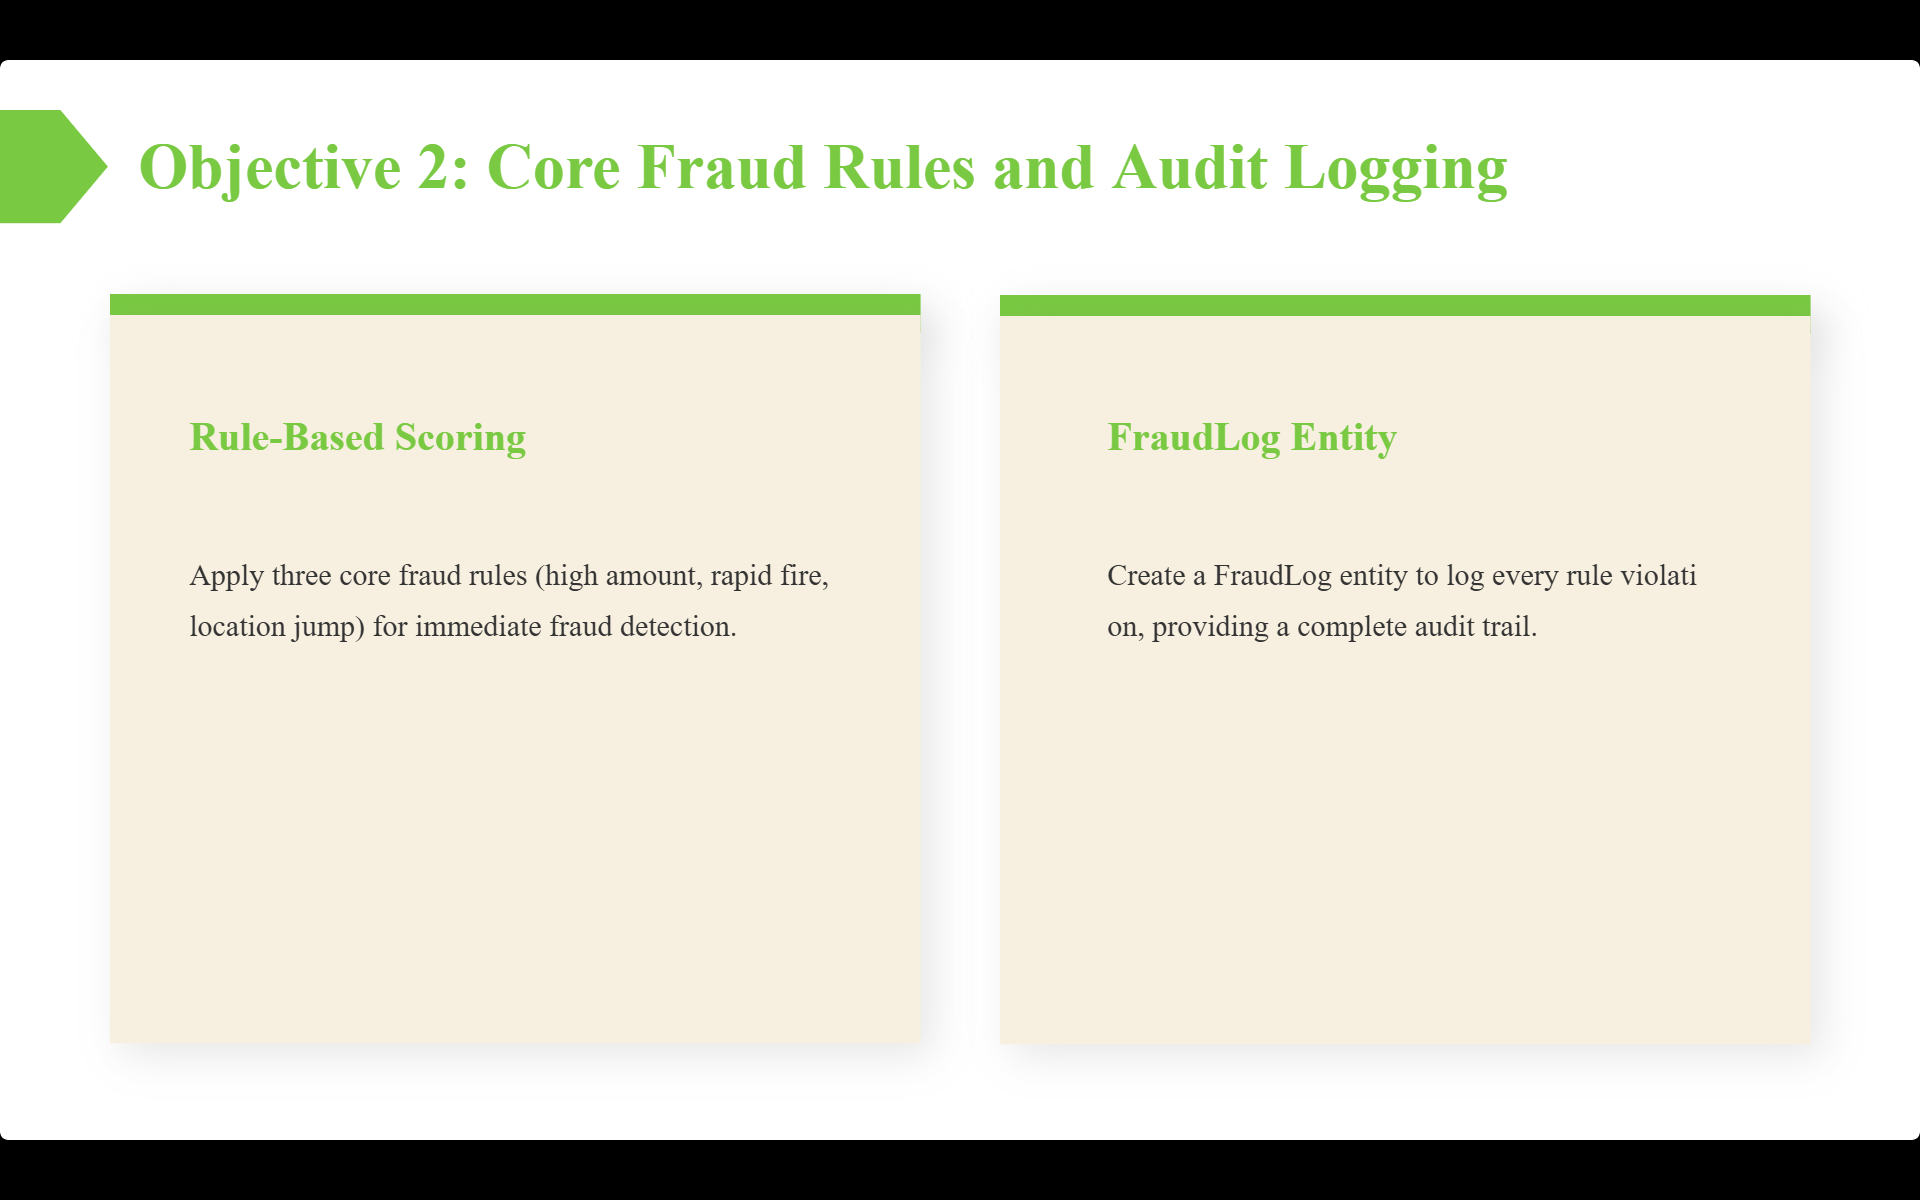 Objective 2: Core Fraud Rules and Audit Logging
Rule-Based Scoring
Apply three core fraud rules (high amount, rapid fire,
location jump) for immediate fraud detection.
FraudLog Entity
Create a FraudLog entity to log every rule violati
on, providing a complete audit trail.